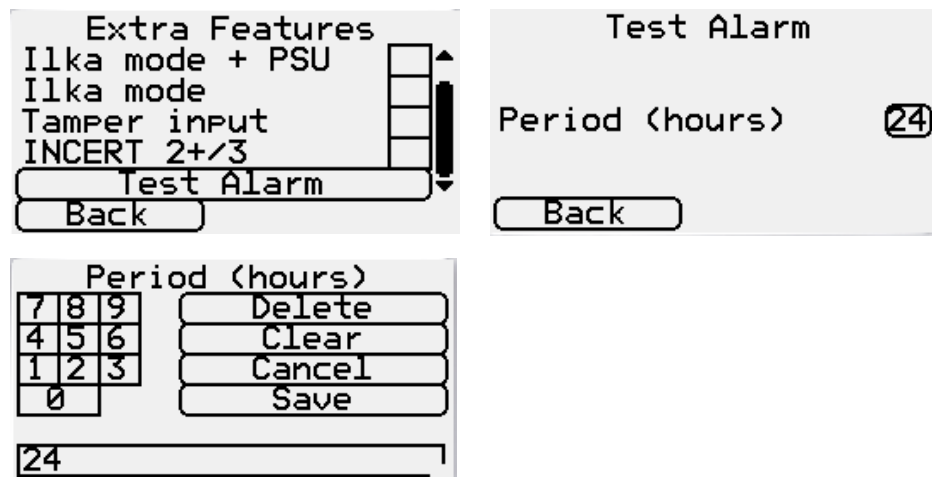 Extra Features
Ilka mode + PSU
Ilka mode
Tamper input
INCERT 2+/3
Test Alarm
Back
Test Alarm
Period (hours) 24
Back
Period (hours)
7 8 9 Delete
4 5 6 Clear
1 2 3 Cancel
0 Save
24